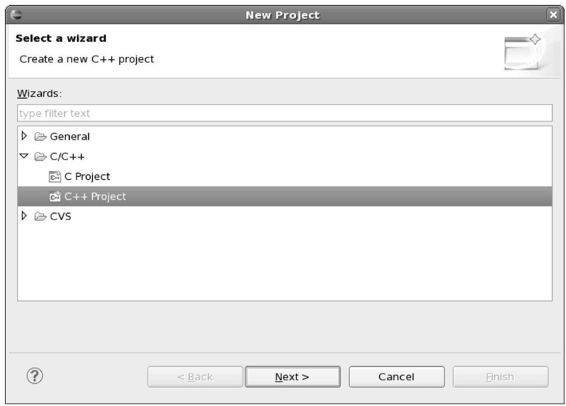 New Project
Select a wizard
Create a new C++ project
Wizards:
type filter text
General
C/C++
C Project
C++ Project
CVS
< Back Next > Cancel Finish